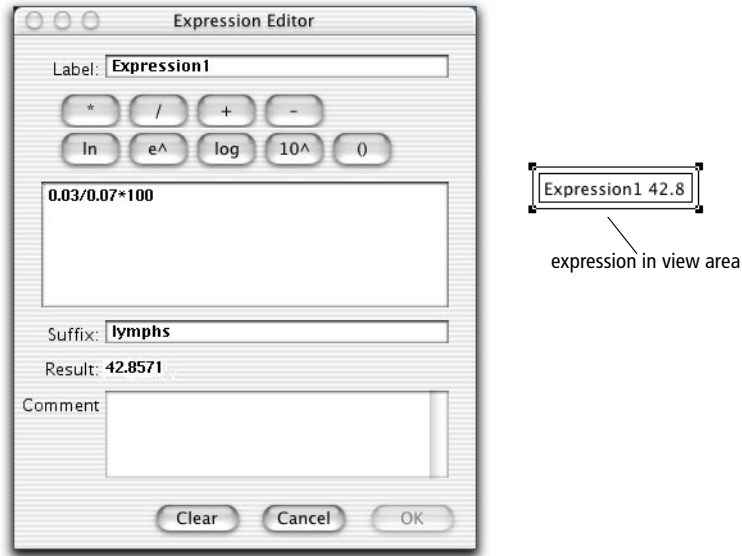 Expression Editor
Label: Expression1
* / + -
ln e^ log 10^ ()
0.03/0.07*100
Suffix: lymphs
Result: 42.8571
Comment
Clear Cancel OK
Expression1 42.8
expression in view area